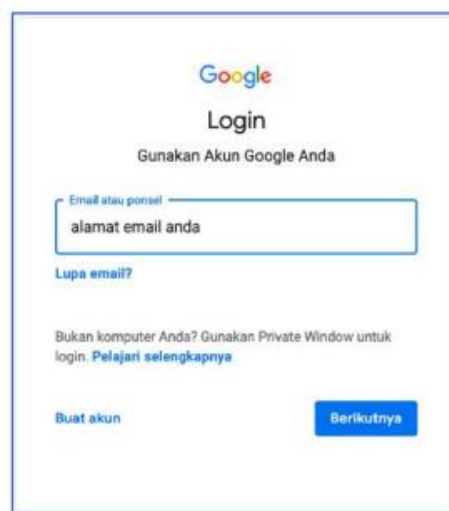 Google
Login
Gunakan Akun Google Anda
Email atau ponsel
alamat email anda
Lupa email?
Bukan komputer Anda? Gunakan Private Window untuk
login. Pelajari selengkapnya
Buat akun
Berikutnya